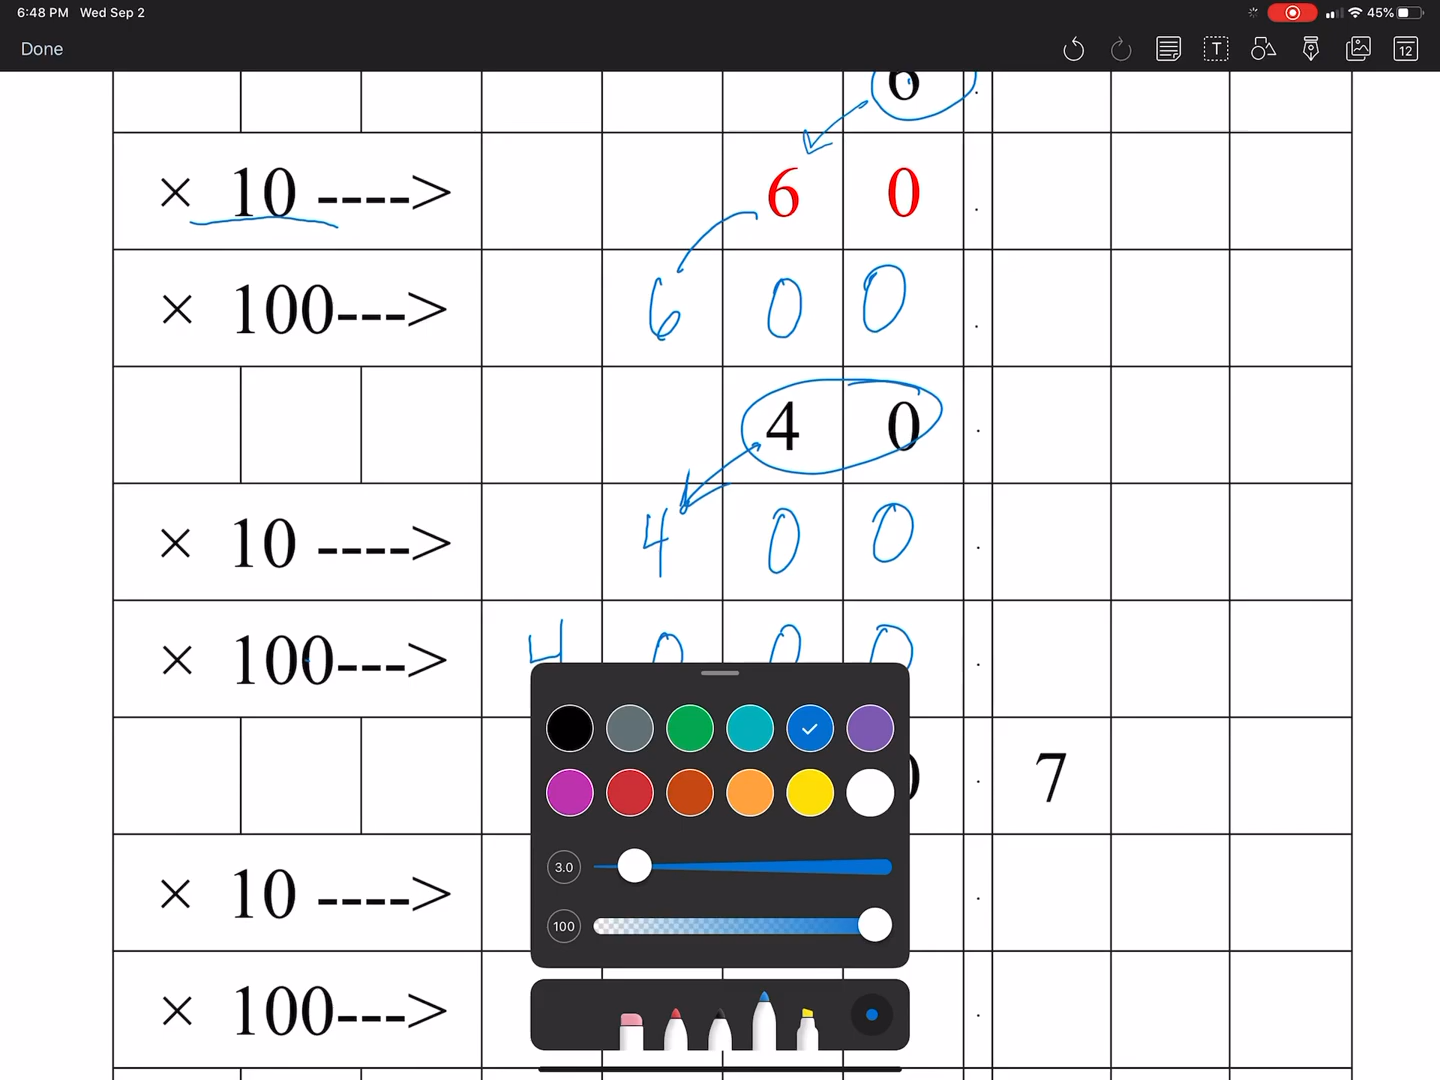 6:48 PM Wed Sep 2 45%
Done T 12
6 .
× 10 ----> 6 0 .
× 100---> 6 0 0 .
4 0 .
× 10 ----> 4 0 0 .
× 100---> 4 0 0 0 .
0 . 7
× 10 ----> .
× 100---> .
3.0
100